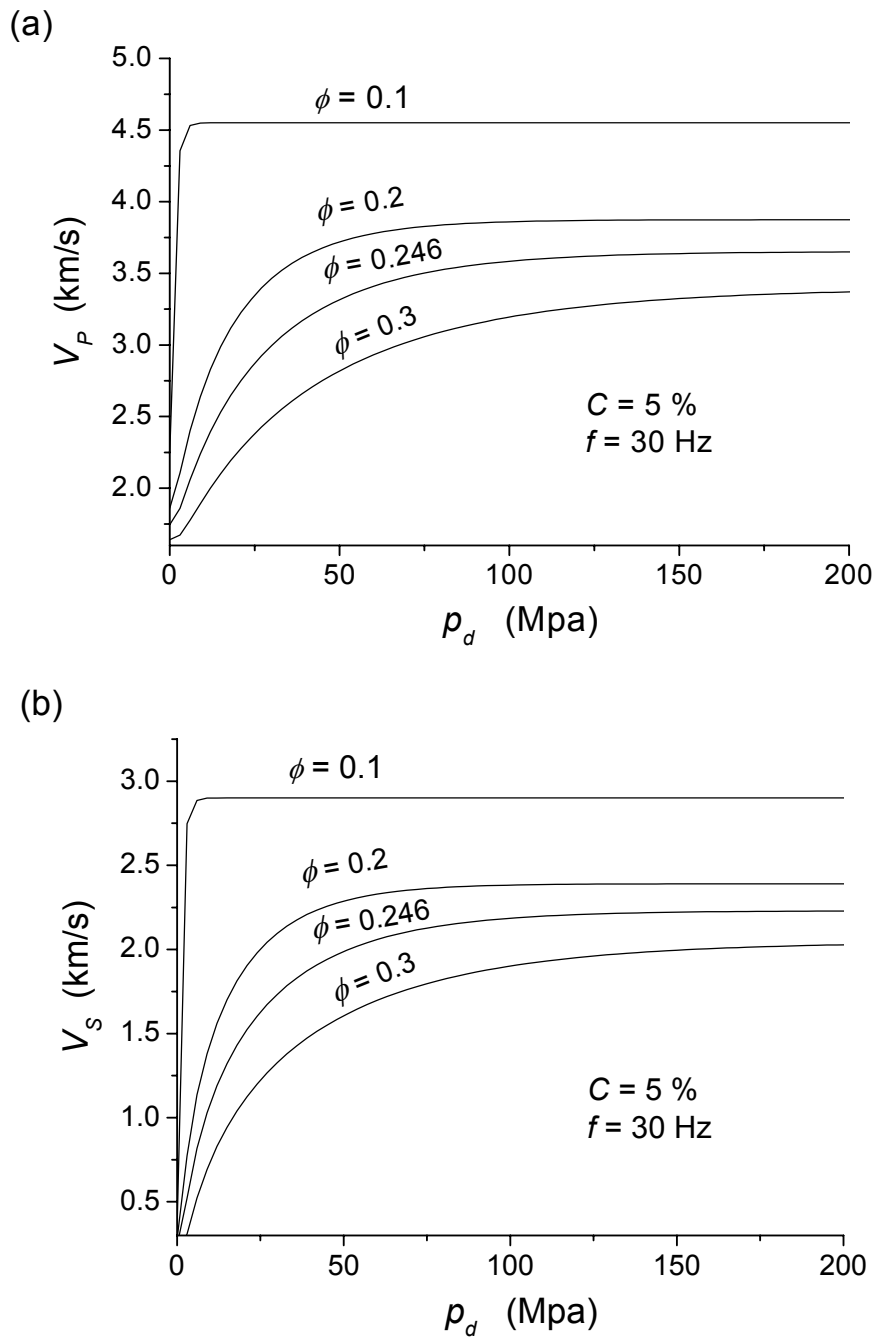 (a)
5.0
4.5
4.0
3.5
3.0
2.5
2.0
V_P (km/s)
ϕ = 0.1
ϕ = 0.2
ϕ = 0.246
ϕ = 0.3
C = 5 %
f = 30 Hz
0 50 100 150 200
p_d (Mpa)
(b)
3.0
2.5
2.0
1.5
1.0
0.5
V_S (km/s)
ϕ = 0.1
ϕ = 0.2
ϕ = 0.246
ϕ = 0.3
C = 5 %
f = 30 Hz
0 50 100 150 200
p_d (Mpa)